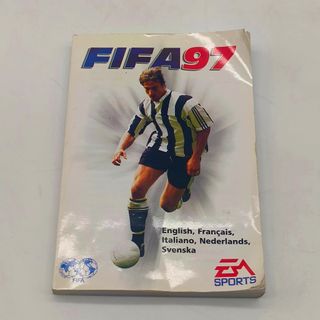 FIFA97
English, Français,
Italiano, Nederlands,
Svenska
FIFA
EA
SPORTS